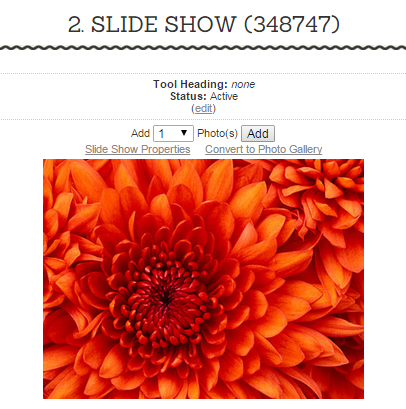 2. SLIDE SHOW (348747)
Tool Heading: none
Status: Active
(edit)
Add 1 Photo(s) Add
Slide Show Properties Convert to Photo Gallery